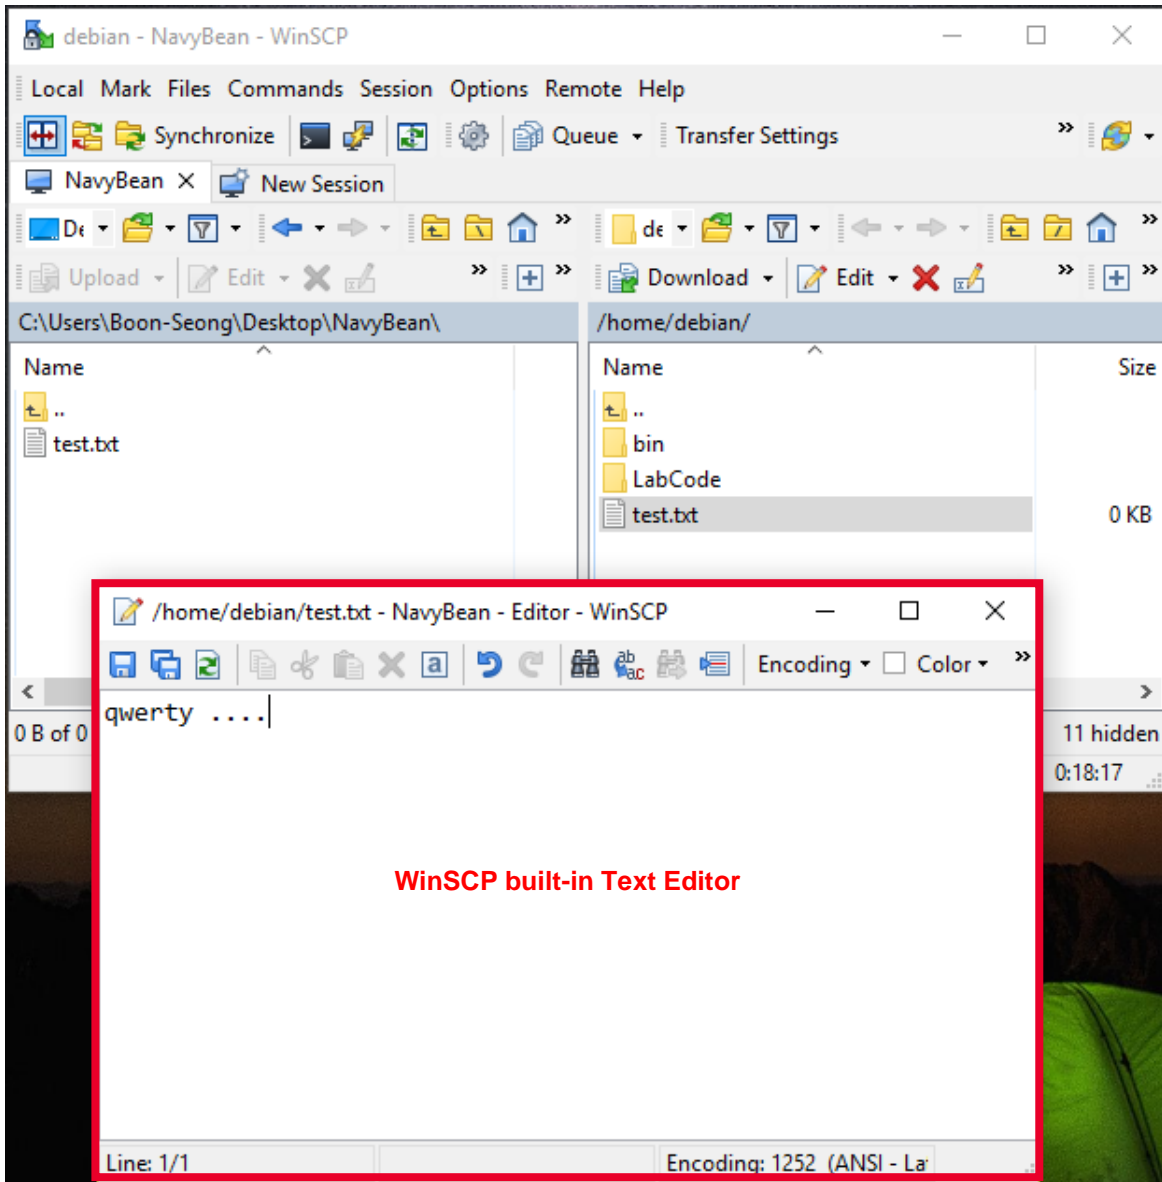 debian - NavyBean - WinSCP
Local Mark Files Commands Session Options Remote Help
Synchronize Queue Transfer Settings »
NavyBean × New Session
De » de »
Upload Edit » » Download Edit » »
C:\Users\Boon-Seong\Desktop\NavyBean\ /home/debian/
Name Name Size
.. ..
test.txt bin
LabCode
test.txt 0 KB
/home/debian/test.txt - NavyBean - Editor - WinSCP
Encoding Color »
qwerty ....
0 B of 0 11 hidden
0:18:17
WinSCP built-in Text Editor
Line: 1/1 Encoding: 1252 (ANSI - La